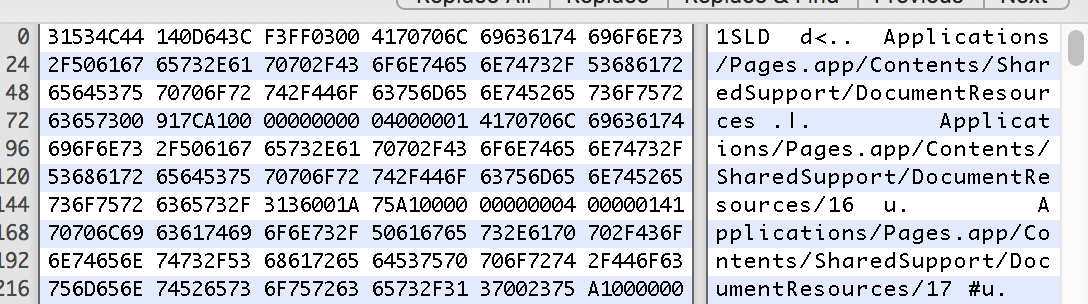 Replace All Replace Replace & Find Previous Next
0 31534C44 140D643C F3FF0300 4170706C 69636174 696F6E73 1SLD d<.. Applications
24 2F506167 65732E61 70702F43 6F6E7465 6E74732F 53686172 /Pages.app/Contents/Shar
48 65645375 70706F72 742F446F 63756D65 6E745265 736F7572 edSupport/DocumentResour
72 63657300 917CA100 00000000 04000001 4170706C 69636174 ces .|. Applicat
96 696F6E73 2F506167 65732E61 70702F43 6F6E7465 6E74732F ions/Pages.app/Contents/
120 53686172 65645375 70706F72 742F446F 63756D65 6E745265 SharedSupport/DocumentRe
144 736F7572 6365732F 3136001A 75A10000 00000004 00000141 sources/16 u. A
168 70706C69 63617469 6F6E732F 50616765 732E6170 702F436F pplications/Pages.app/Co
192 6E74656E 74732F53 68617265 64537570 706F7274 2F446F63 ntents/SharedSupport/Doc
216 756D656E 74526573 6F757263 65732F31 37002375 A1000000 umentResources/17 #u.